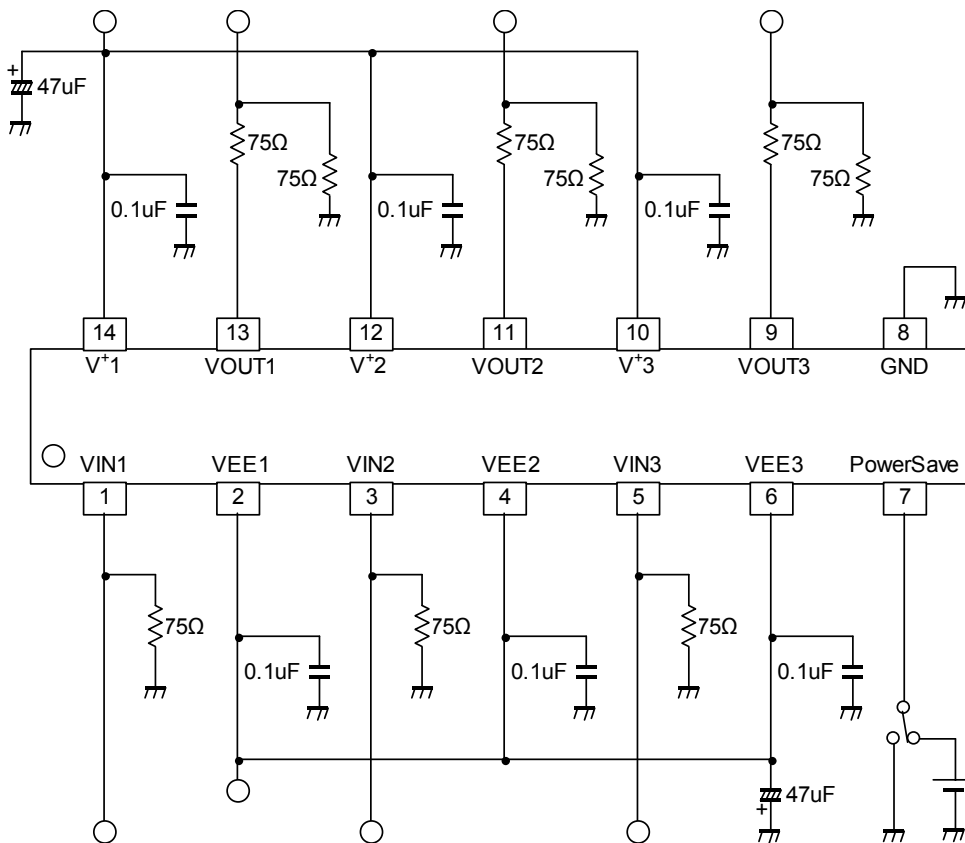 +
47uF
75Ω
75Ω
75Ω
75Ω
75Ω
75Ω
0.1uF
0.1uF
0.1uF
14
13
12
11
10
9
8
V+1
VOUT1
V+2
VOUT2
V+3
VOUT3
GND
VIN1
VEE1
VIN2
VEE2
VIN3
VEE3
PowerSave
1
2
3
4
5
6
7
75Ω
75Ω
75Ω
0.1uF
0.1uF
0.1uF
47uF
+